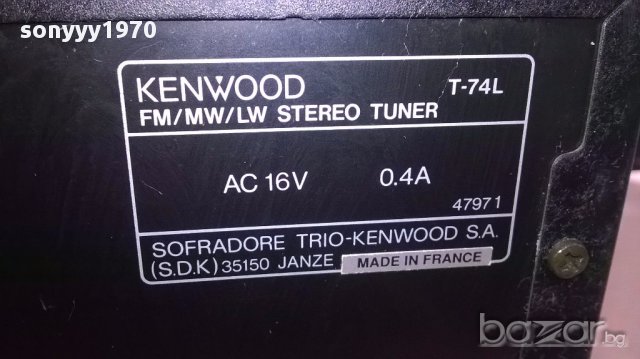 sonyyy1970
KENWOOD T-74L
FM/MW/LW STEREO TUNER
AC 16V 0.4A
47971
SOFRADORE TRIO-KENWOOD S.A.
(S.D.K) 35150 JANZE MADE IN FRANCE
bazar.bg